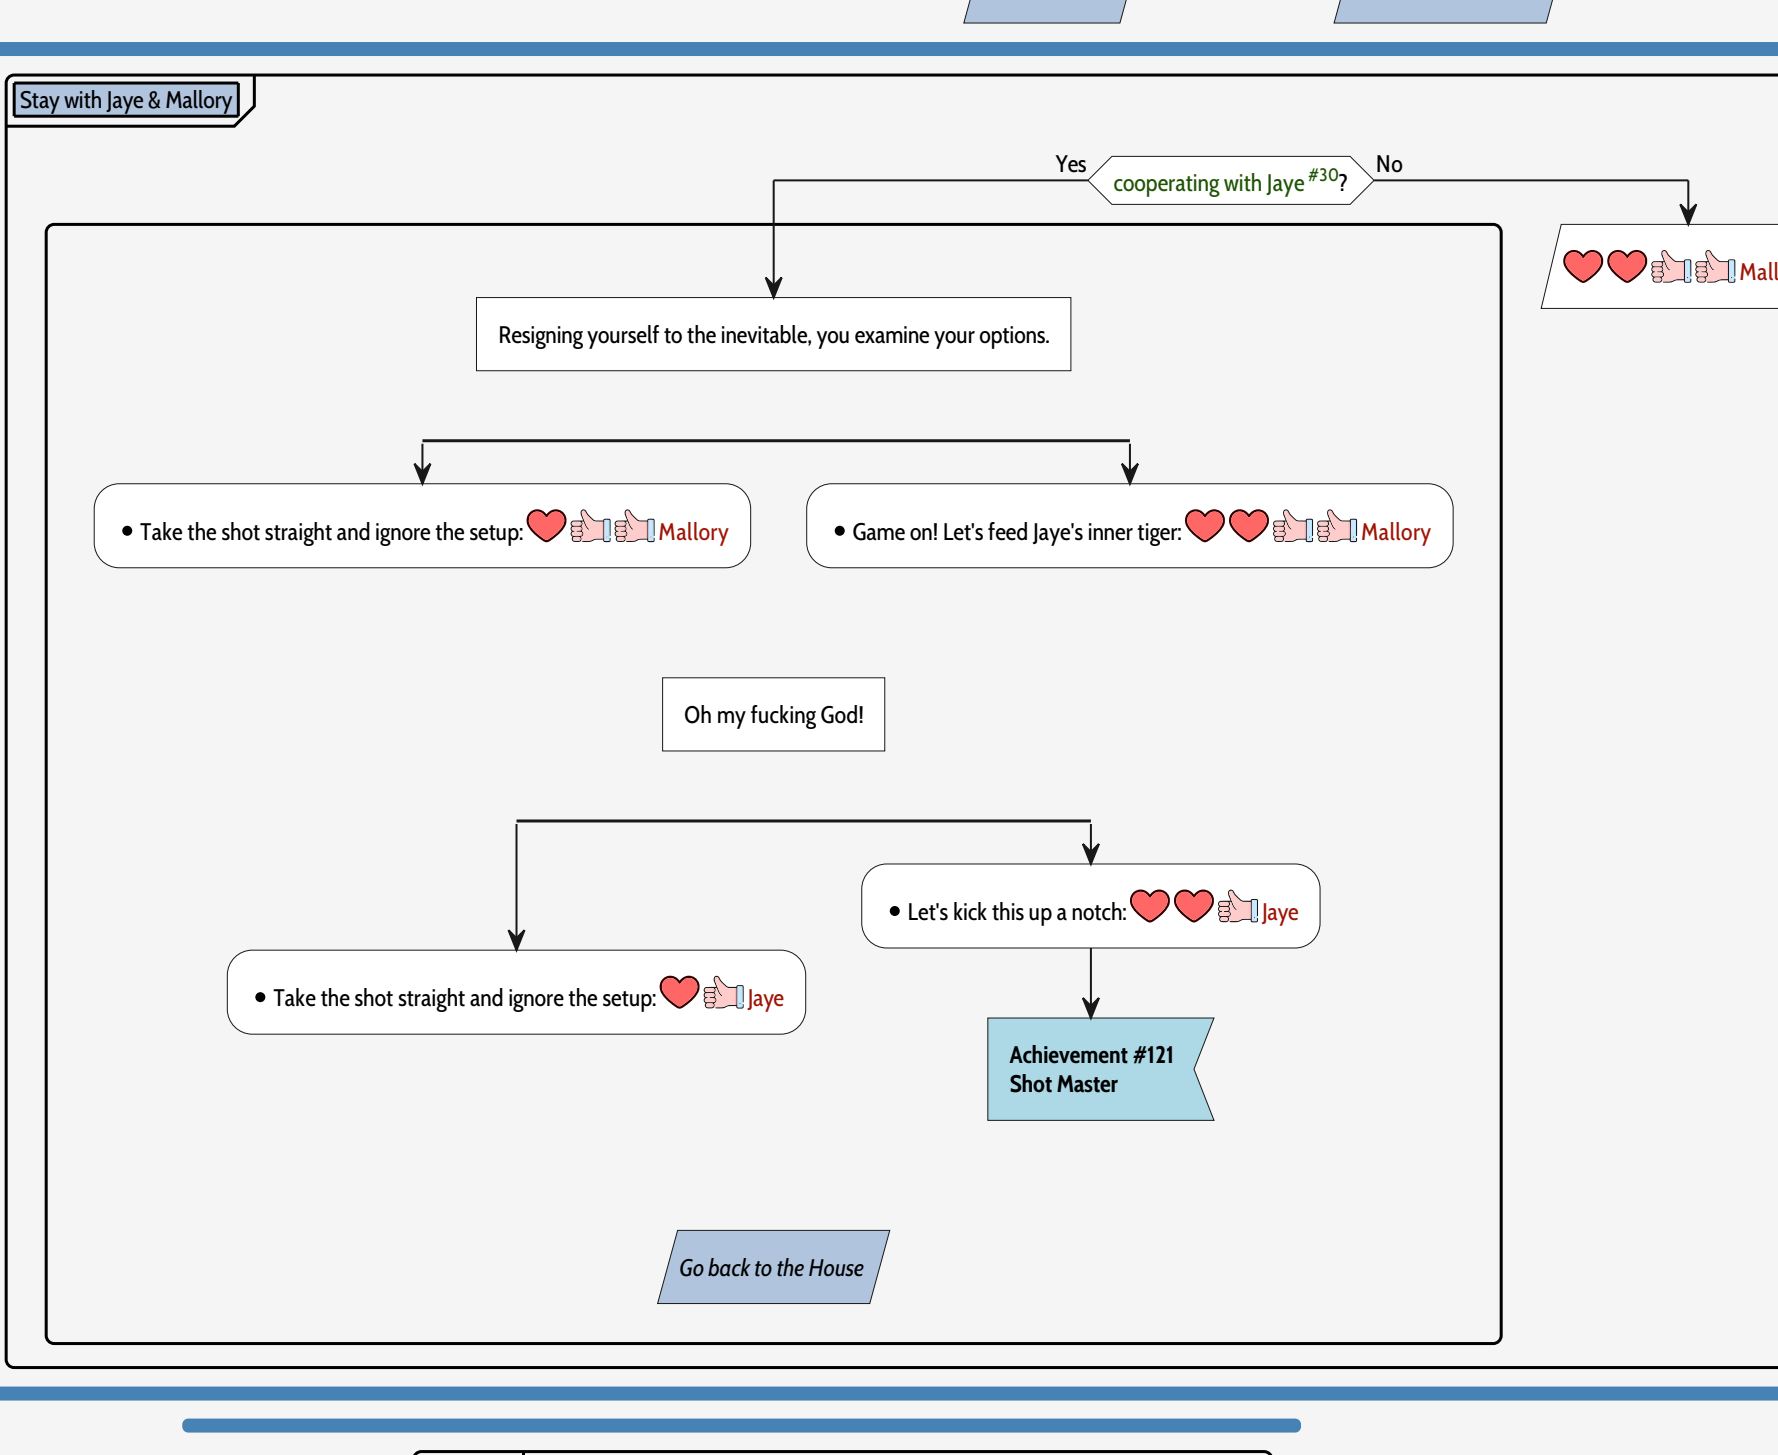 Stay with Jaye & Mallory
Yes
cooperating with Jaye #30?
No
Mall
Resigning yourself to the inevitable, you examine your options.
• Take the shot straight and ignore the setup: Mallory
• Game on! Let's feed Jaye's inner tiger: Mallory
Oh my fucking God!
• Let's kick this up a notch: Jaye
• Take the shot straight and ignore the setup: Jaye
Achievement #121
Shot Master
Go back to the House